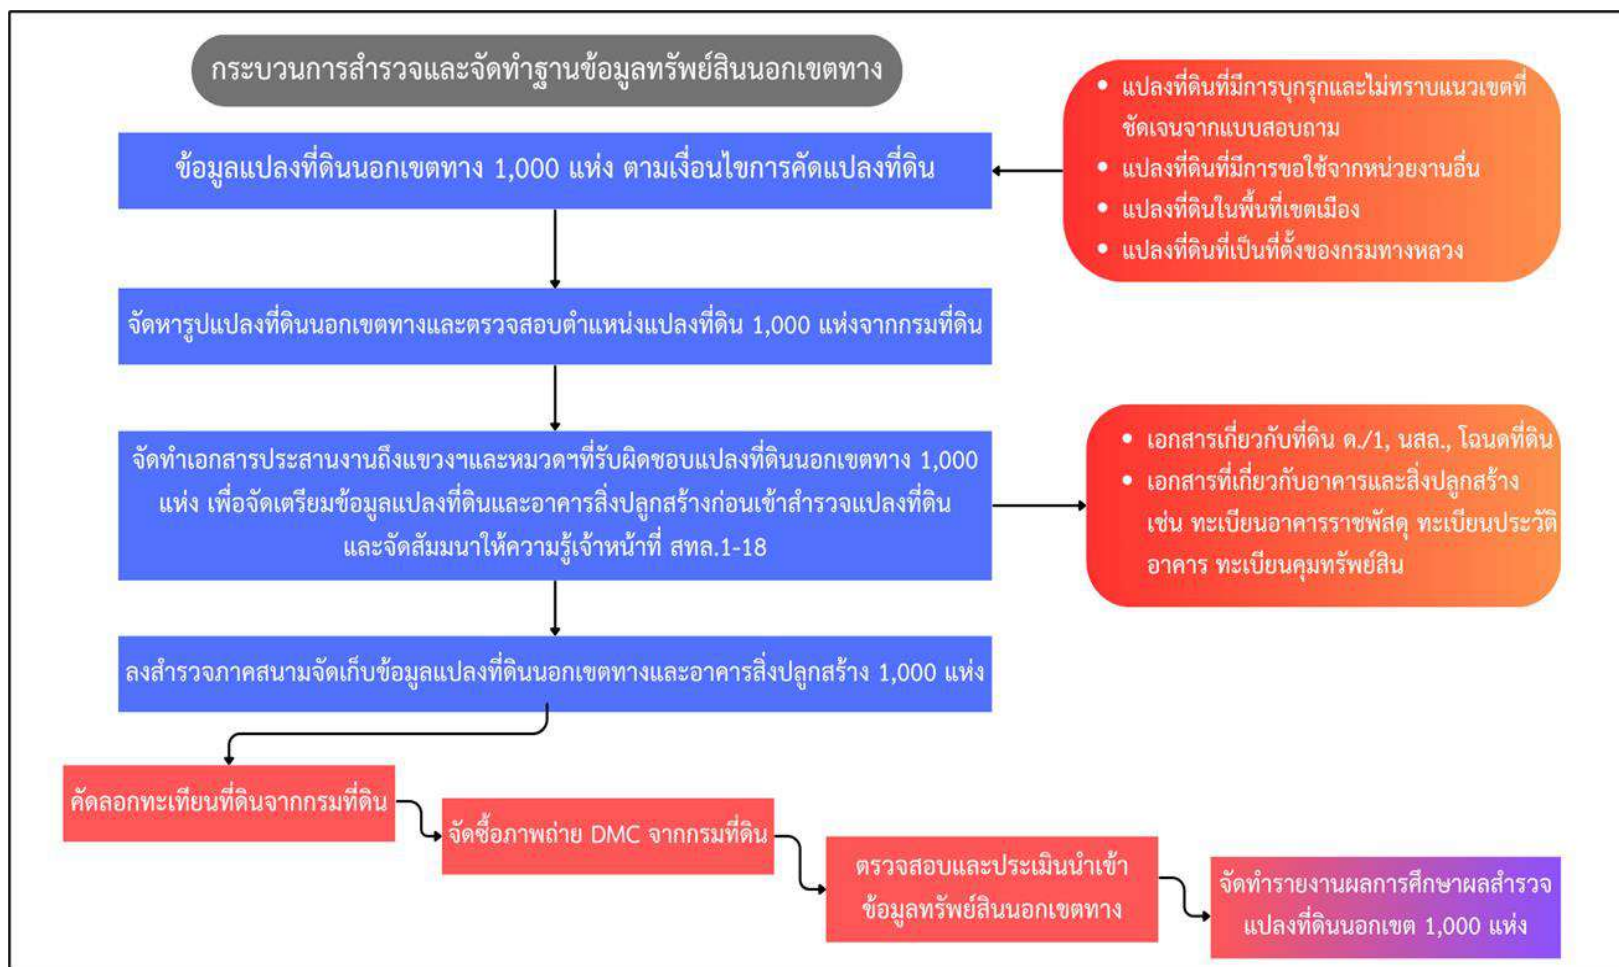 กระบวนการสำรวจและจัดทำฐานข้อมูลทรัพย์สินนอกเขตทาง
ข้อมูลแปลงที่ดินนอกเขตทาง 1,000 แห่ง ตามเงื่อนไขการคัดแปลงที่ดิน
• แปลงที่ดินที่มีการบุกรุกและไม่ทราบแนวเขตที่
ชัดเจนจากแบบสอบถาม
• แปลงที่ดินที่มีการขอใช้จากหน่วยงานอื่น
• แปลงที่ดินในพื้นที่เขตเมือง
• แปลงที่ดินที่เป็นที่ตั้งของกรมทางหลวง
จัดหารูปแปลงที่ดินนอกเขตทางและตรวจสอบตำแหน่งแปลงที่ดิน 1,000 แห่งจากกรมที่ดิน
จัดทำเอกสารประสานงานถึงแขวงฯและหมวดฯที่รับผิดชอบแปลงที่ดินนอกเขตทาง 1,000
แห่ง เพื่อจัดเตรียมข้อมูลแปลงที่ดินและอาคารสิ่งปลูกสร้างก่อนเข้าสำรวจแปลงที่ดิน
และจัดสัมมนาให้ความรู้เจ้าหน้าที่ สทล.1-18
• เอกสารเกี่ยวกับที่ดิน ด./1, นสล., โฉนดที่ดิน
• เอกสารที่เกี่ยวกับอาคารและสิ่งปลูกสร้าง
เช่น ทะเบียนอาคารราชพัสดุ ทะเบียนประวัติ
อาคาร ทะเบียนคุมทรัพย์สิน
ลงสำรวจภาคสนามจัดเก็บข้อมูลแปลงที่ดินนอกเขตทางและอาคารสิ่งปลูกสร้าง 1,000 แห่ง
คัดลอกทะเทียนที่ดินจากกรมที่ดิน
จัดซื้อภาพถ่าย DMC จากกรมที่ดิน
ตรวจสอบและประเมินนำเข้า
ข้อมูลทรัพย์สินนอกเขตทาง
จัดทำรายงานผลการศึกษาผลสำรวจ
แปลงที่ดินนอกเขต 1,000 แห่ง